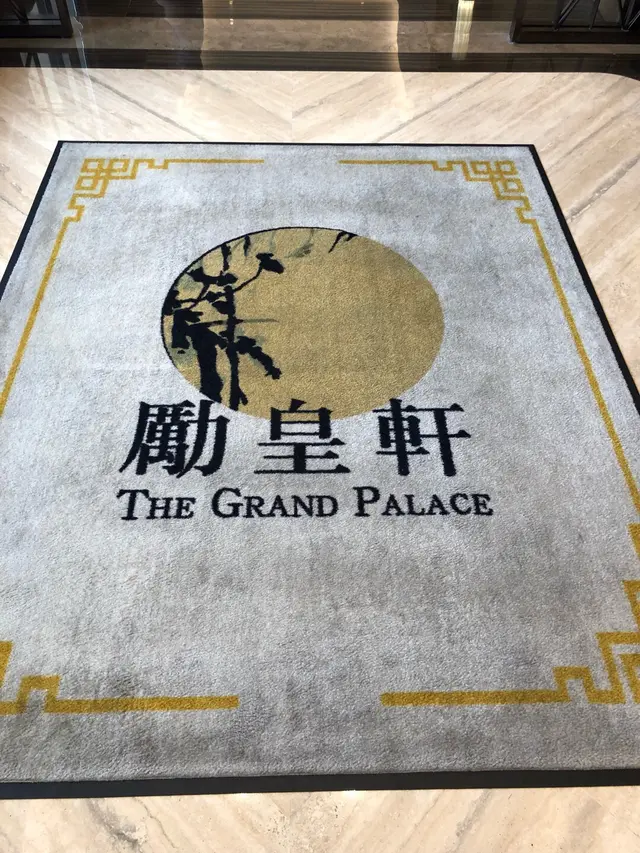 勵皇軒
THE GRAND PALACE